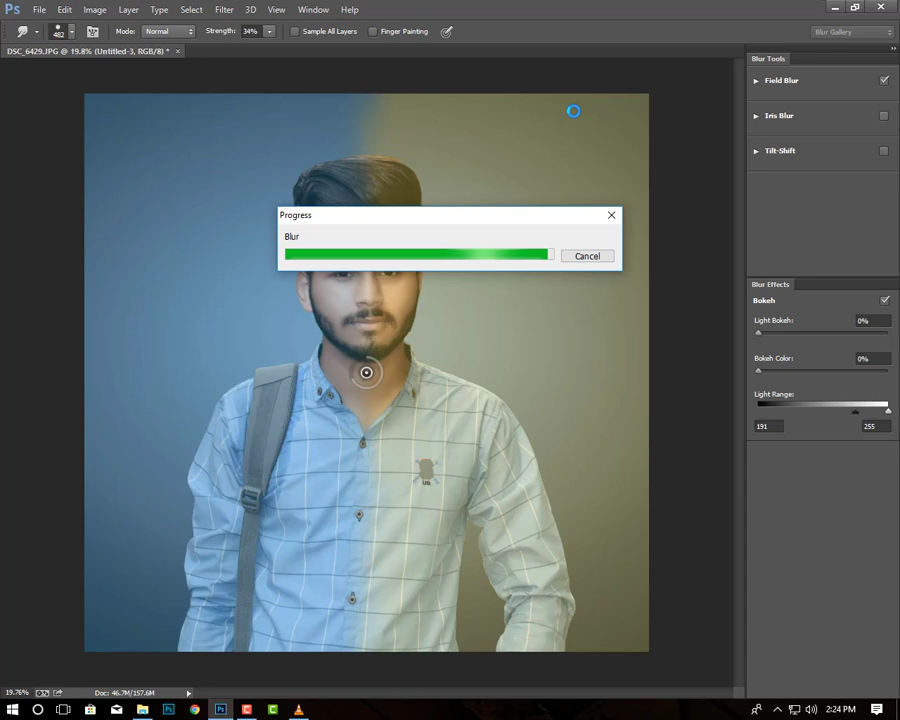 Ps File Edit Image Layer Type Select Filter 3D View Window Help
482 Mode: Normal Strength: 34% Sample All Layers Finger Painting Blur Gallery
DSC_6429.JPG @ 19.8% (Untitled-3, RGB/8) * ×
Blur Tools
Field Blur
Iris Blur
Tilt-Shift
Progress
Blur
Cancel
Blur Effects
Bokeh
Light Bokeh: 0%
Bokeh Color: 0%
Light Range:
191 255
19.76% Doc: 46.7M/157.6M
Ps Ps C C 2:24 PM